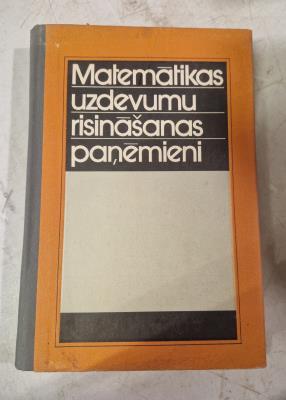 Matemātikas
uzdevumu
risināšanas
paņēmieni